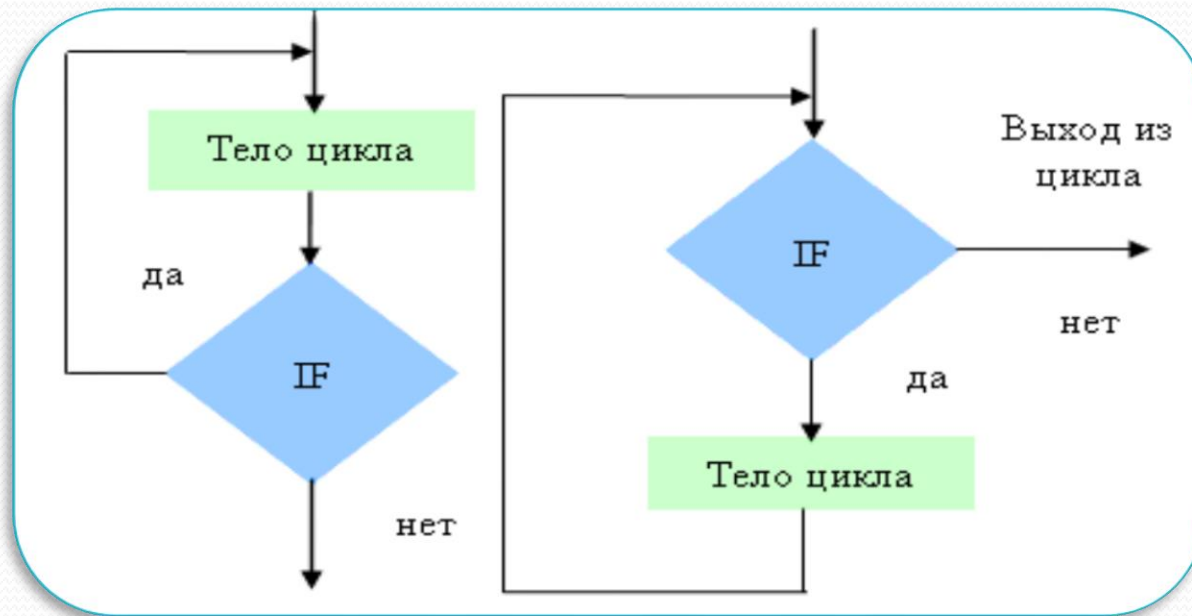 Тело цикла
да
IF
нет
Выход из
цикла
IF
нет
да
Тело цикла